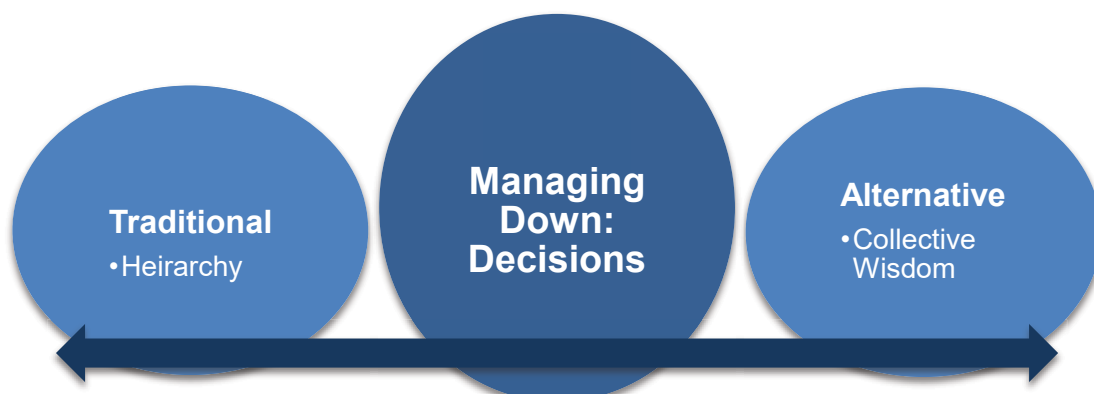 Traditional
•Heirarchy
Managing
Down:
Decisions
Alternative
•Collective
Wisdom